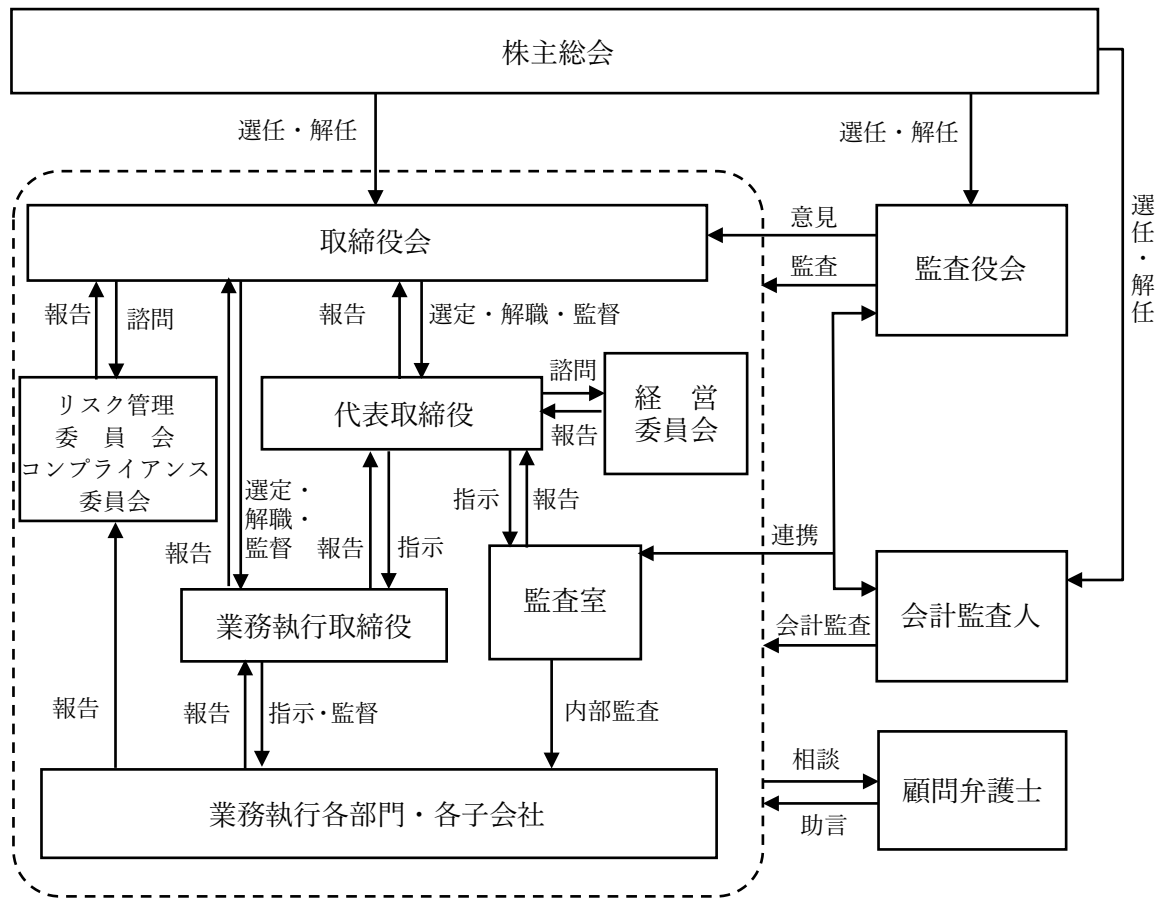 株主総会
選任・解任
選任・解任
選任・解任
取締役会
意見
監査
監査役会
報告
諮問
報告
選定・解職・監督
リスク管理
委 員 会
コンプライアンス
委員会
代表取締役
諮問
報告
経 営
委員会
報告
選定・
解職・
監督
報告
指示
指示
報告
連携
業務執行取締役
監査室
会計監査
会計監査人
報告
報告
指示・監督
内部監査
相談
助言
顧問弁護士
業務執行各部門・各子会社